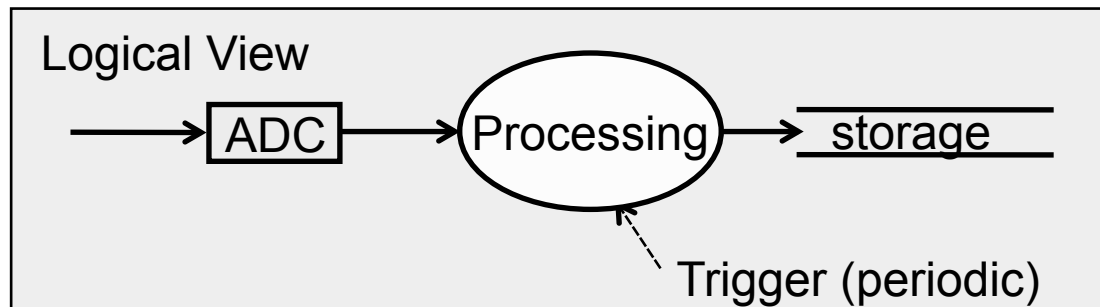 Logical View
ADC
Processing
storage
Trigger (periodic)